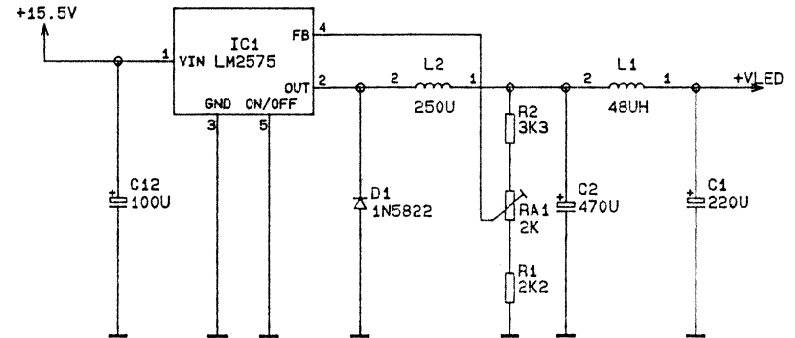 +15.5V
1
VIN
IC1
LM2575
FB
4
OUT
2
GND
CN/OFF
3
5
2
L2
1
250U
2
L1
1
48UH
+VLED
R2
3K3
C12
100U
D1
1N5822
RA1
2K
C2
470U
C1
220U
R1
2K2